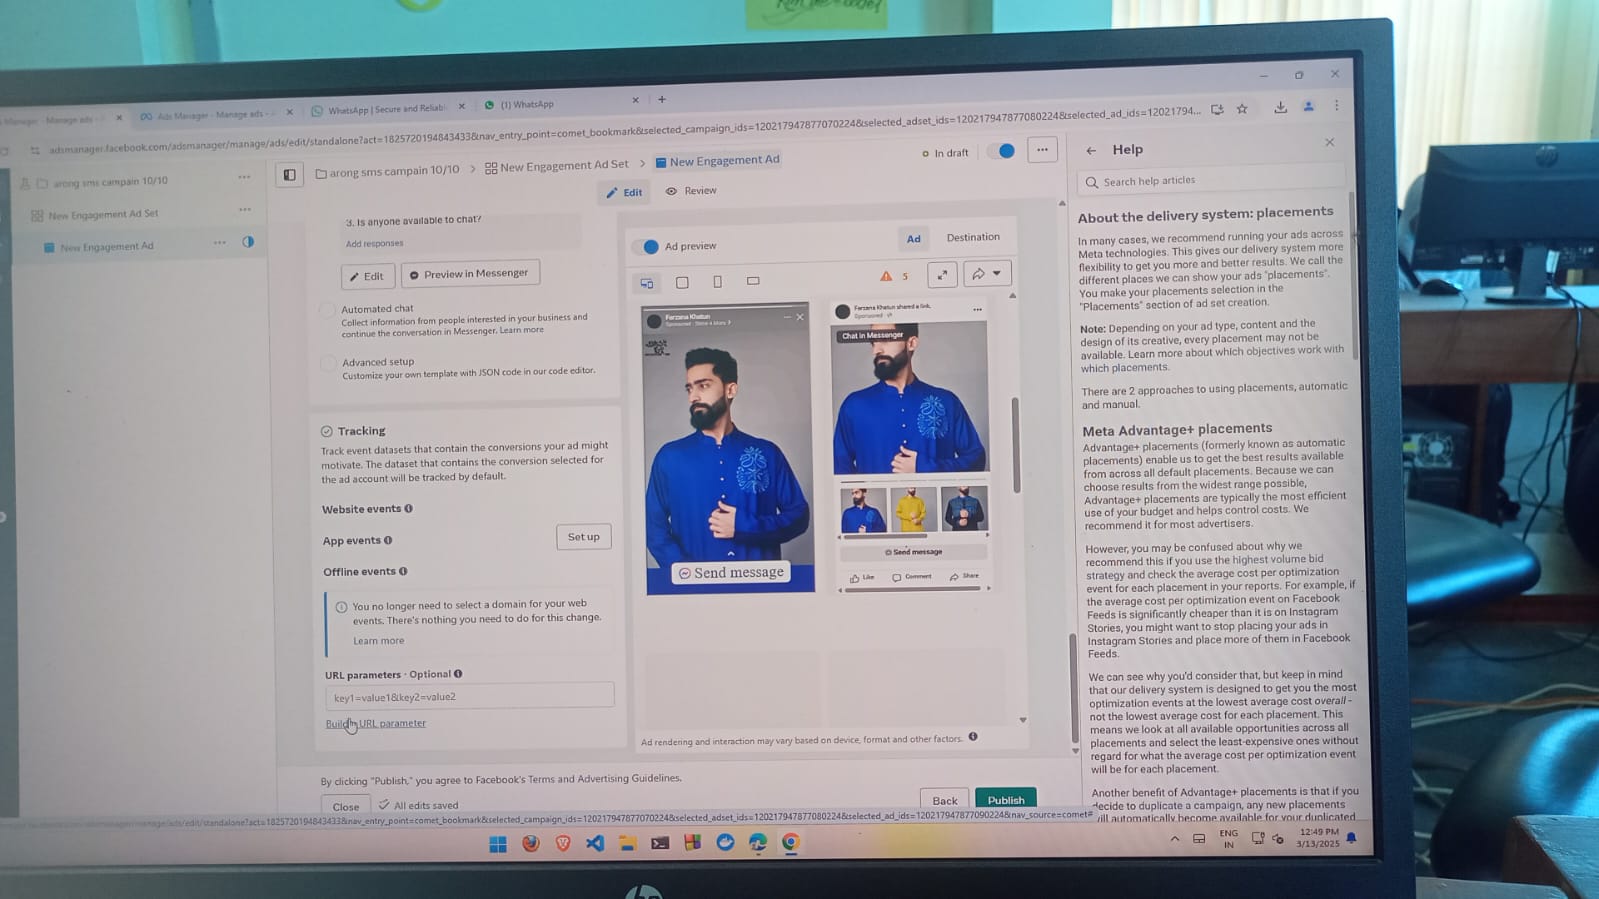 Manager - Manage ads -
Ads Manager - Manage ads -
WhatsApp | Secure and Reliabl
(1) WhatsApp
adsmanager.facebook.com/adsmanager/manage/ads/edit/standalone?act=1825720194843433&nav_entry_point=comet_bookmark&selected_campaign_ids=120217947877070224&selected_adset_ids=120217947877080224&selected_ad_ids=12021794...
arong sms campain 10/10
New Engagement Ad Set
New Engagement Ad
arong sms campain 10/10 > New Engagement Ad Set > New Engagement Ad
In draft
Edit
Review
3. Is anyone available to chat?
Add responses
Edit
Preview in Messenger
Automated chat
Collect information from people interested in your business and
continue the conversation in Messenger. Learn more
Advanced setup
Customize your own template with JSON code in our code editor.
Tracking
Track event datasets that contain the conversions your ad might
motivate. The dataset that contains the conversion selected for
the ad account will be tracked by default.
Website events
App events
Set up
Offline events
You no longer need to select a domain for your web
events. There's nothing you need to do for this change.
Learn more
URL parameters · Optional
key1=value1&key2=value2
Build a URL parameter
Ad preview
Ad
Destination
5
Farzana Khatun
Sponsored
Send message
Farzana Khatun shared a link.
Sponsored
Chat in Messenger
Send message
Like
Comment
Share
Ad rendering and interaction may vary based on device, format and other factors.
By clicking "Publish," you agree to Facebook's Terms and Advertising Guidelines.
Close
All edits saved
Back
Publish
Help
Search help articles
About the delivery system: placements
In many cases, we recommend running your ads across
Meta technologies. This gives our delivery system more
flexibility to get you more and better results. We call the
different places we can show your ads "placements".
You make your placements selection in the
"Placements" section of ad set creation.
Note: Depending on your ad type, content and the
design of its creative, every placement may not be
available. Learn more about which objectives work with
which placements.
There are 2 approaches to using placements, automatic
and manual.
Meta Advantage+ placements
Advantage+ placements (formerly known as automatic
placements) enable us to get the best results available
from across all default placements. Because we can
choose results from the widest range possible,
Advantage+ placements are typically the most efficient
use of your budget and helps control costs. We
recommend it for most advertisers.
However, you may be confused about why we
recommend this if you use the highest volume bid
strategy and check the average cost per optimization
event for each placement in your reports. For example, if
the average cost per optimization event on Facebook
Feeds is significantly cheaper than it is on Instagram
Stories, you might want to stop placing your ads in
Instagram Stories and place more of them in Facebook
Feeds.
We can see why you'd consider that, but keep in mind
that our delivery system is designed to get you the most
optimization events at the lowest average cost overall -
not the lowest average cost for each placement. This
means we look at all available opportunities across all
placements and select the least-expensive ones without
regard for what the average cost per optimization event
will be for each placement.
Another benefit of Advantage+ placements is that if you
decide to duplicate a campaign, any new placements
will automatically become available for your duplicated
manage/ads/edit/standalone?act=1825720194843433&nav_entry_point=comet_bookmark&selected_campaign_ids=120217947877070224&selected_adset_ids=120217947877080224&selected_ad_ids=120217947877090224&nav_source=comet#
ENG
IN
12:49 PM
3/13/2025
hp